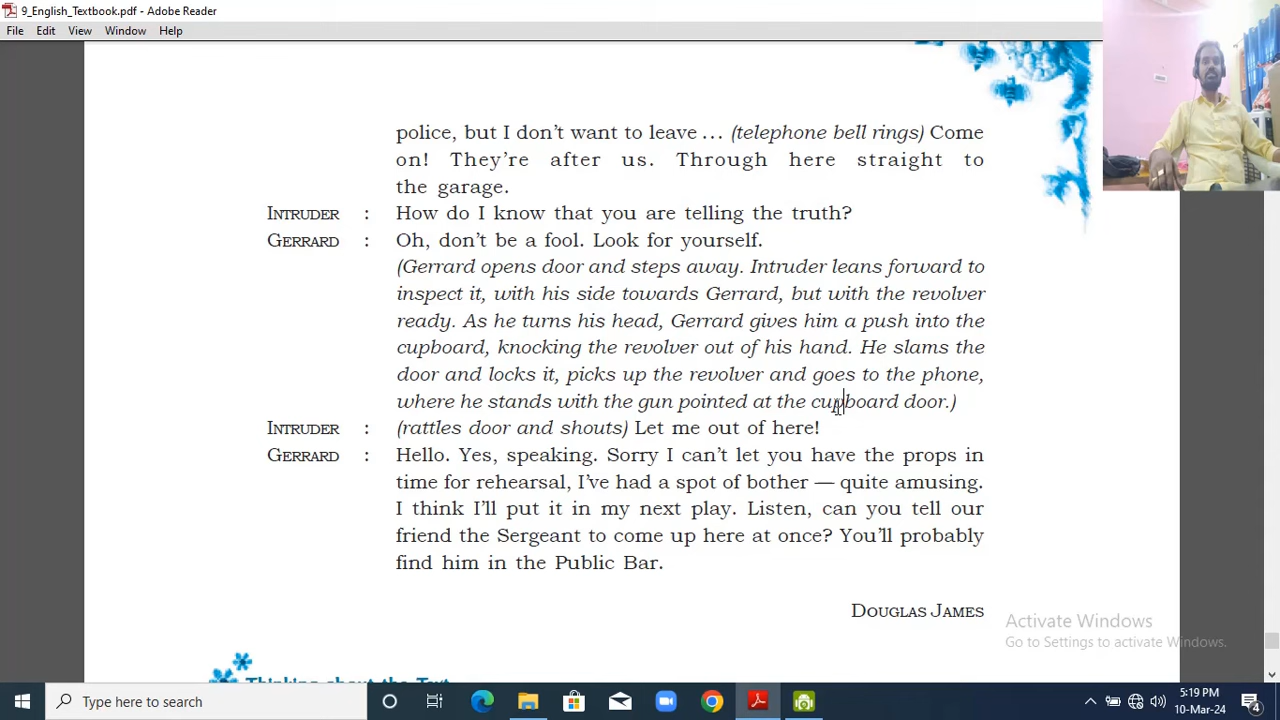 9_English_Textbook.pdf - Adobe Reader
File Edit View Window Help
police, but I don't want to leave ... (telephone bell rings) Come
on! They're after us. Through here straight to
the garage.
INTRUDER : How do I know that you are telling the truth?
GERRARD : Oh, don't be a fool. Look for yourself.
(Gerrard opens door and steps away. Intruder leans forward to
inspect it, with his side towards Gerrard, but with the revolver
ready. As he turns his head, Gerrard gives him a push into the
cupboard, knocking the revolver out of his hand. He slams the
door and locks it, picks up the revolver and goes to the phone,
where he stands with the gun pointed at the cupboard door.)
INTRUDER : (rattles door and shouts) Let me out of here!
GERRARD : Hello. Yes, speaking. Sorry I can't let you have the props in
time for rehearsal, I've had a spot of bother — quite amusing.
I think I'll put it in my next play. Listen, can you tell our
friend the Sergeant to come up here at once? You'll probably
find him in the Public Bar.
DOUGLAS JAMES
Activate Windows
Go to Settings to activate Windows.
Thinking about the Text
Type here to search
5:19 PM
10-Mar-24
4